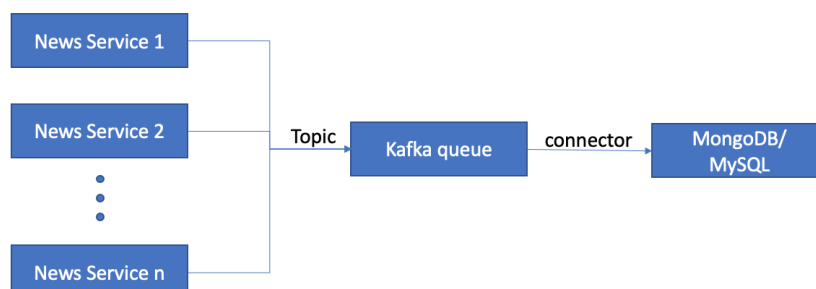 News Service 1
News Service 2
Topic
Kafka queue
connector
MongoDB/
MySQL
News Service n